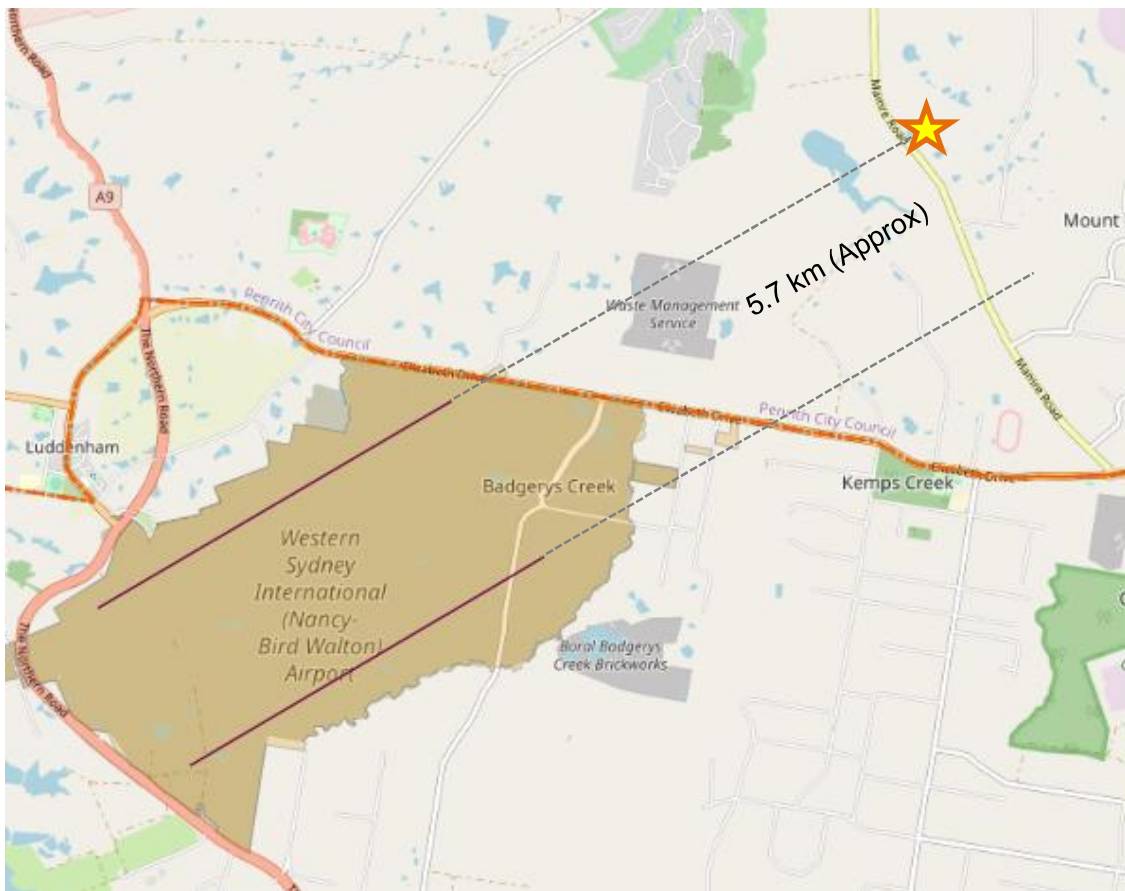 Northern Road
A9
Mamre Road
5.7 km (Approx)
Mount
Waste Management
Service
Penrith City Council
Elizabeth Drive
The Northern Road
Luddenham
Elizabeth Drive
Penrith City Council
Mamre Road
Elizabeth Drive
Kemps Creek
Badgerys Creek
Western
Sydney
International
(Nancy-
Bird Walton)
Airport
Boral Badgerys
Creek Brickworks
The Northern Road